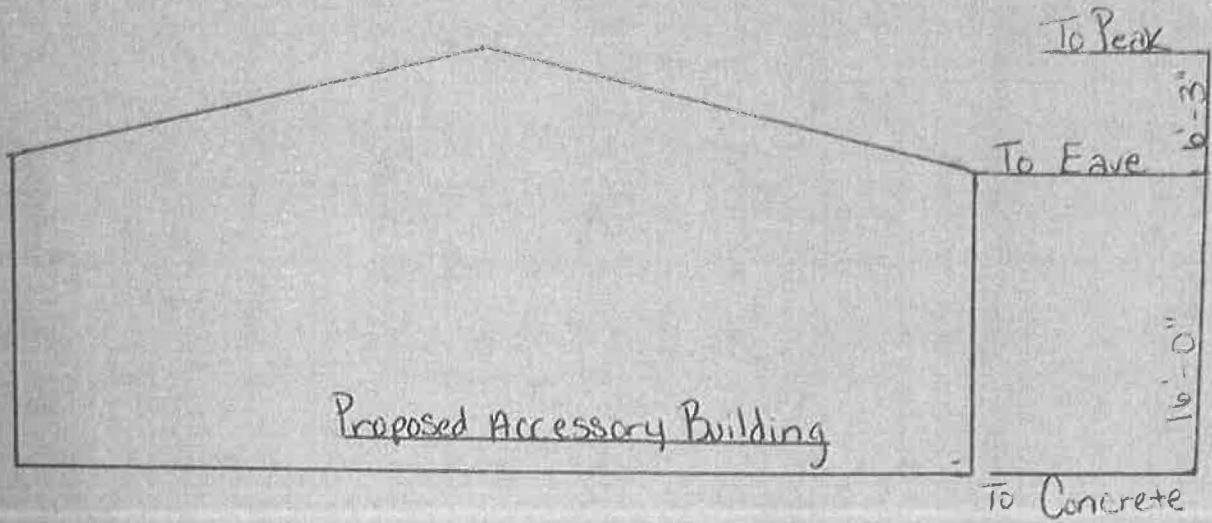 To Peak
6'-3"
To Eave
16'-0"
Proposed Accessory Building
To Concrete